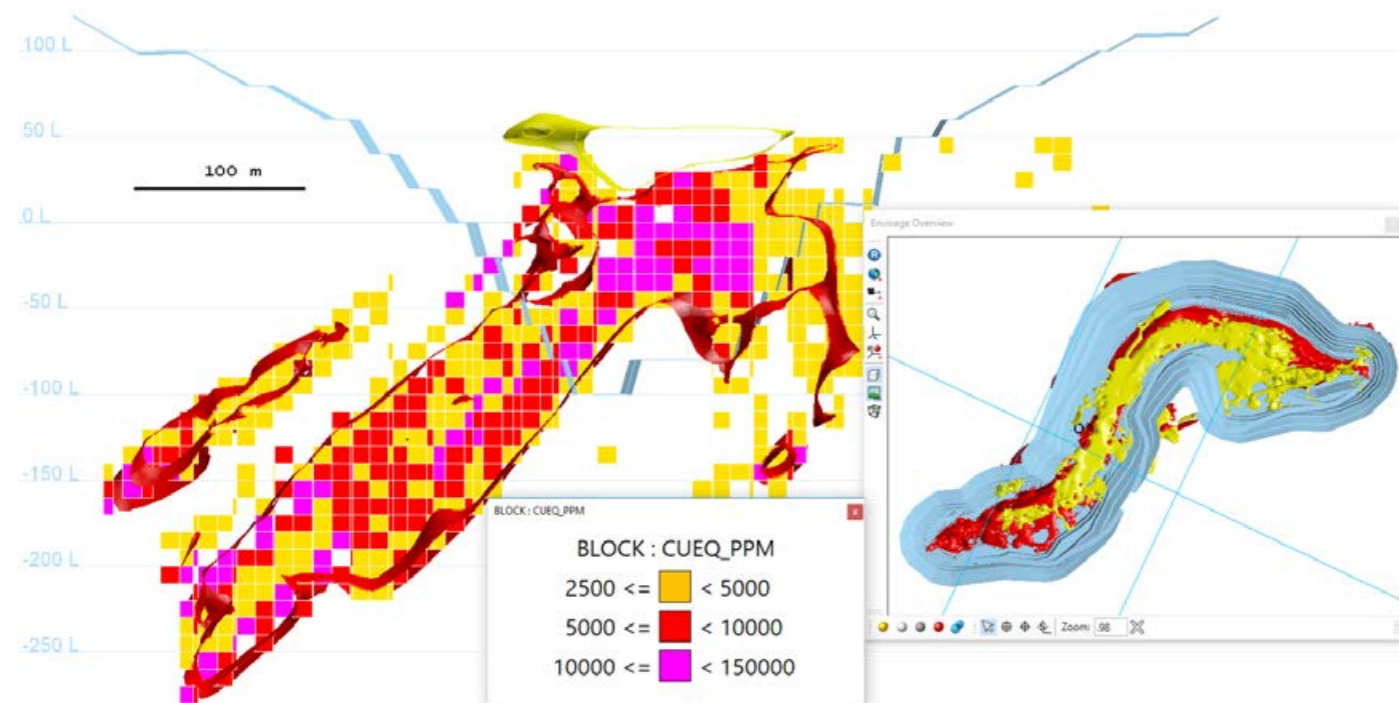 100 L
50 L
100 m
0 L
-50 L
-100 L
-150 L
-200 L
-250 L
Envisage Overview
R
Zoom: .98
BLOCK : CUEQ_PPM
BLOCK : CUEQ_PPM
2500 <= < 5000
5000 <= < 10000
10000 <= < 150000